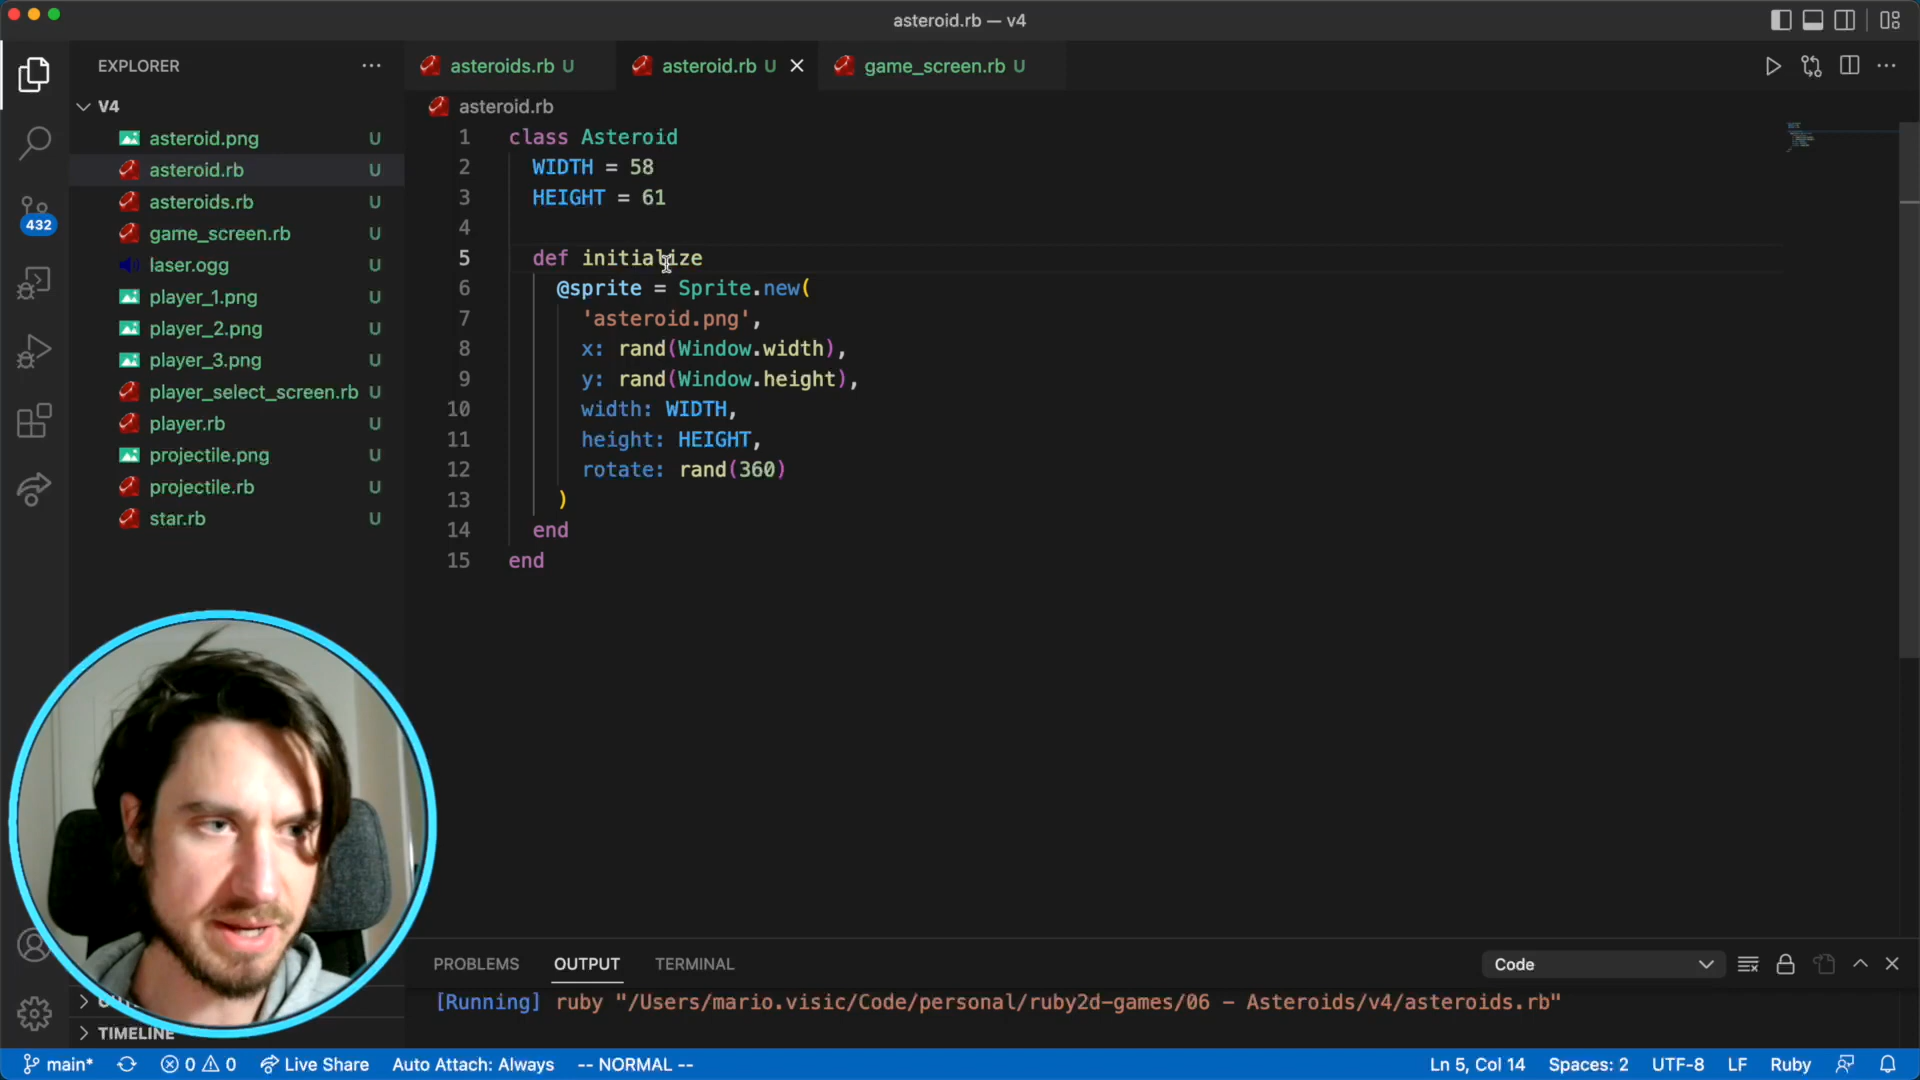 asteroid.rb — v4
EXPLORER
V4
asteroid.png U
asteroid.rb U
asteroids.rb U
game_screen.rb U
laser.ogg U
player_1.png U
player_2.png U
player_3.png U
player_select_screen.rb U
player.rb U
projectile.png U
projectile.rb U
star.rb U
432
TIMELINE
asteroids.rb U
asteroid.rb U
game_screen.rb U
asteroid.rb
1 class Asteroid
2 WIDTH = 58
3 HEIGHT = 61
4
5 def initialize
6 @sprite = Sprite.new(
7 'asteroid.png',
8 x: rand(Window.width),
9 y: rand(Window.height),
10 width: WIDTH,
11 height: HEIGHT,
12 rotate: rand(360)
13 )
14 end
15 end
PROBLEMS OUTPUT TERMINAL Code
[Running] ruby "/Users/mario.visic/Code/personal/ruby2d-games/06 - Asteroids/v4/asteroids.rb"
main* 0 0 Live Share Auto Attach: Always -- NORMAL -- Ln 5, Col 14 Spaces: 2 UTF-8 LF Ruby